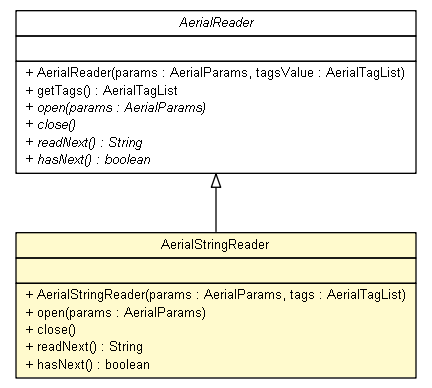 AerialReader
+ AerialReader(params : AerialParams, tagsValue : AerialTagList)
+ getTags() : AerialTagList
+ open(params : AerialParams)
+ close()
+ readNext() : String
+ hasNext() : boolean
AerialStringReader
+ AerialStringReader(params : AerialParams, tags : AerialTagList)
+ open(params : AerialParams)
+ close()
+ readNext() : String
+ hasNext() : boolean